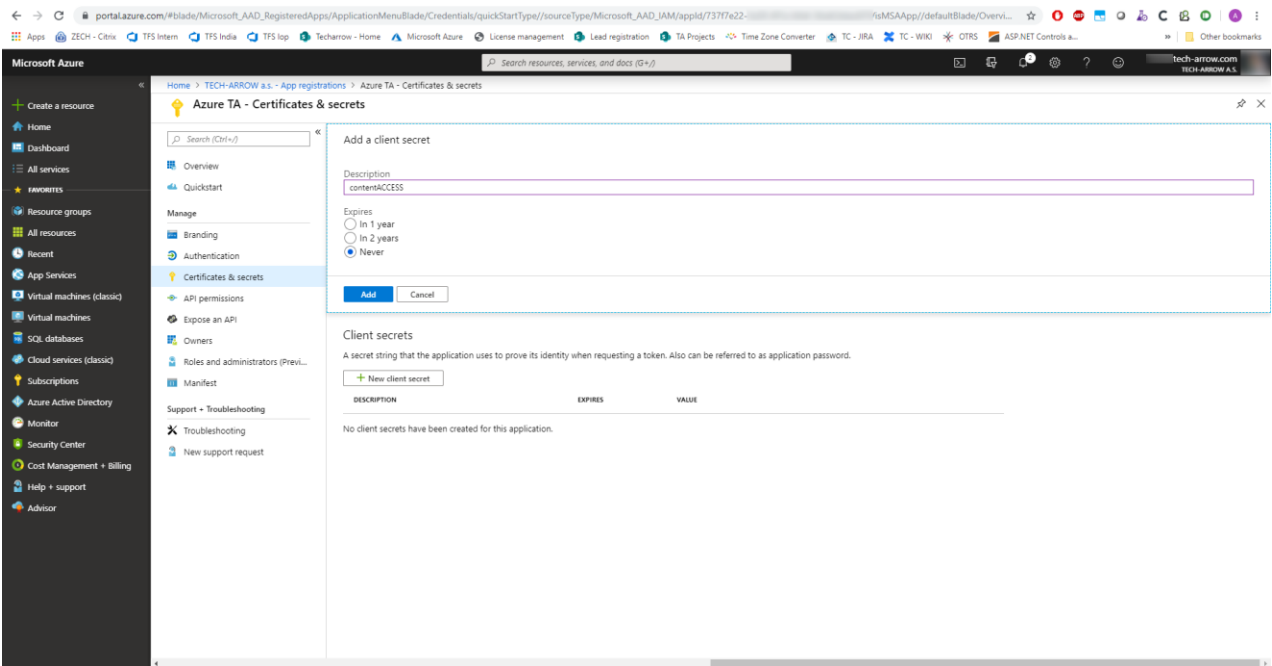 portal.azure.com/#blade/Microsoft_AAD_RegisteredApps/ApplicationMenuBlade/Credentials/quickStartType//sourceType/Microsoft_AAD_IAM/appId/737f7e22- isMSAApp//defaultBlade/Overvi...
Apps ZECH - Citrix TFS Intern TFS India TFS Iop Techarrow - Home Microsoft Azure License management Lead registration TA Projects Time Zone Converter TC - JIRA TC - WIKI OTRS ASP.NET Controls a... » Other bookmarks
Microsoft Azure
Search resources, services, and docs (G+/)
2
tech-arrow.com
TECH-ARROW A.S.
«
Create a resource
Home
Dashboard
All services
FAVORITES
Resource groups
All resources
Recent
App Services
Virtual machines (classic)
Virtual machines
SQL databases
Cloud services (classic)
Subscriptions
Azure Active Directory
Monitor
Security Center
Cost Management + Billing
Help + support
Advisor
Home > TECH-ARROW a.s. - App registrations > Azure TA - Certificates & secrets
Azure TA - Certificates & secrets
Search (Ctrl+/)
«
Overview
Quickstart
Manage
Branding
Authentication
Certificates & secrets
API permissions
Expose an API
Owners
Roles and administrators (Previ...
Manifest
Support + Troubleshooting
Troubleshooting
New support request
Add a client secret
Description
contentACCESS
Expires
In 1 year
In 2 years
Never
Add Cancel
Client secrets
A secret string that the application uses to prove its identity when requesting a token. Also can be referred to as application password.
New client secret
DESCRIPTION EXPIRES VALUE
No client secrets have been created for this application.